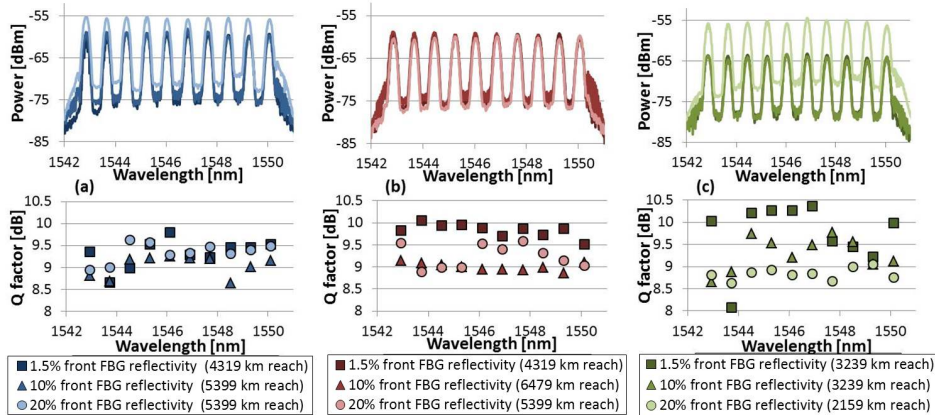 Power [dBm]
-55
-65
-75
-85
1542 1544 1546 1548 1550
Wavelength [nm]
(a)
Power [dBm]
-55
-65
-75
-85
1542 1544 1546 1548 1550
Wavelength [nm]
(b)
Power [dBm]
-55
-65
-75
-85
1542 1544 1546 1548 1550
Wavelength [nm]
(c)
Q factor [dB]
10.5
10
9.5
9
8.5
8
1542 1544 1546 1548 1550
Wavelength [nm]
Q factor [dB]
10.5
10
9.5
9
8.5
8
1542 1544 1546 1548 1550
Wavelength [nm]
Q factor [dB]
10.5
10
9.5
9
8.5
8
1542 1544 1546 1548 1550
Wavelength [nm]
1.5% front FBG reflectivity (4319 km reach)
10% front FBG reflectivity (5399 km reach)
20% front FBG reflectivity (5399 km reach)
1.5% front FBG reflectivity (4319 km reach)
10% front FBG reflectivity (6479 km reach)
20% front FBG reflectivity (5399 km reach)
1.5% front FBG reflectivity (3239 km reach)
10% front FBG reflectivity (3239 km reach)
20% front FBG reflectivity (2159 km reach)